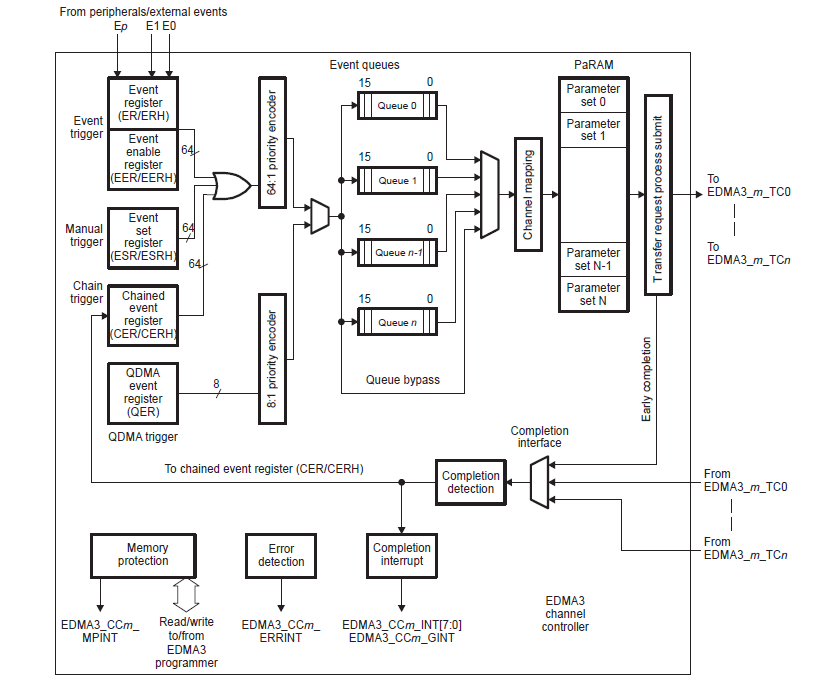 From peripherals/external events
Ep E1 E0
Event queues
PaRAM
Event
trigger
Event
register
(ER/ERH)
Event
enable
register
(EER/EERH)
64
Manual
trigger
Event
set
register
(ESR/ESRH)
64
64
Chain
trigger
Chained
event
register
(CER/CERH)
QDMA
event
register
(QER)
8
QDMA trigger
64:1 priority encoder
8:1 priority encoder
15 0
Queue 0
15 0
Queue 1
15 0
Queue n-1
15 0
Queue n
Queue bypass
Channel mapping
Parameter
set 0
Parameter
set 1
Parameter
set N-1
Parameter
set N
T ransfer request process submit
To
EDMA3_m_TC0
To
EDMA3_m_TCn
Early completion
Completion
interface
To chained event register (CER/CERH)
Completion
detection
From
EDMA3_m_TC0
From
EDMA3_m_TCn
Memory
protection
Error
detection
Completion
interrupt
EDMA3_CCm_
MPINT
Read/write
to/from
EDMA3
programmer
EDMA3_CCm_
ERRINT
EDMA3_CCm_INT[7:0]
EDMA3_CCm_GINT
EDMA3
channel
controller